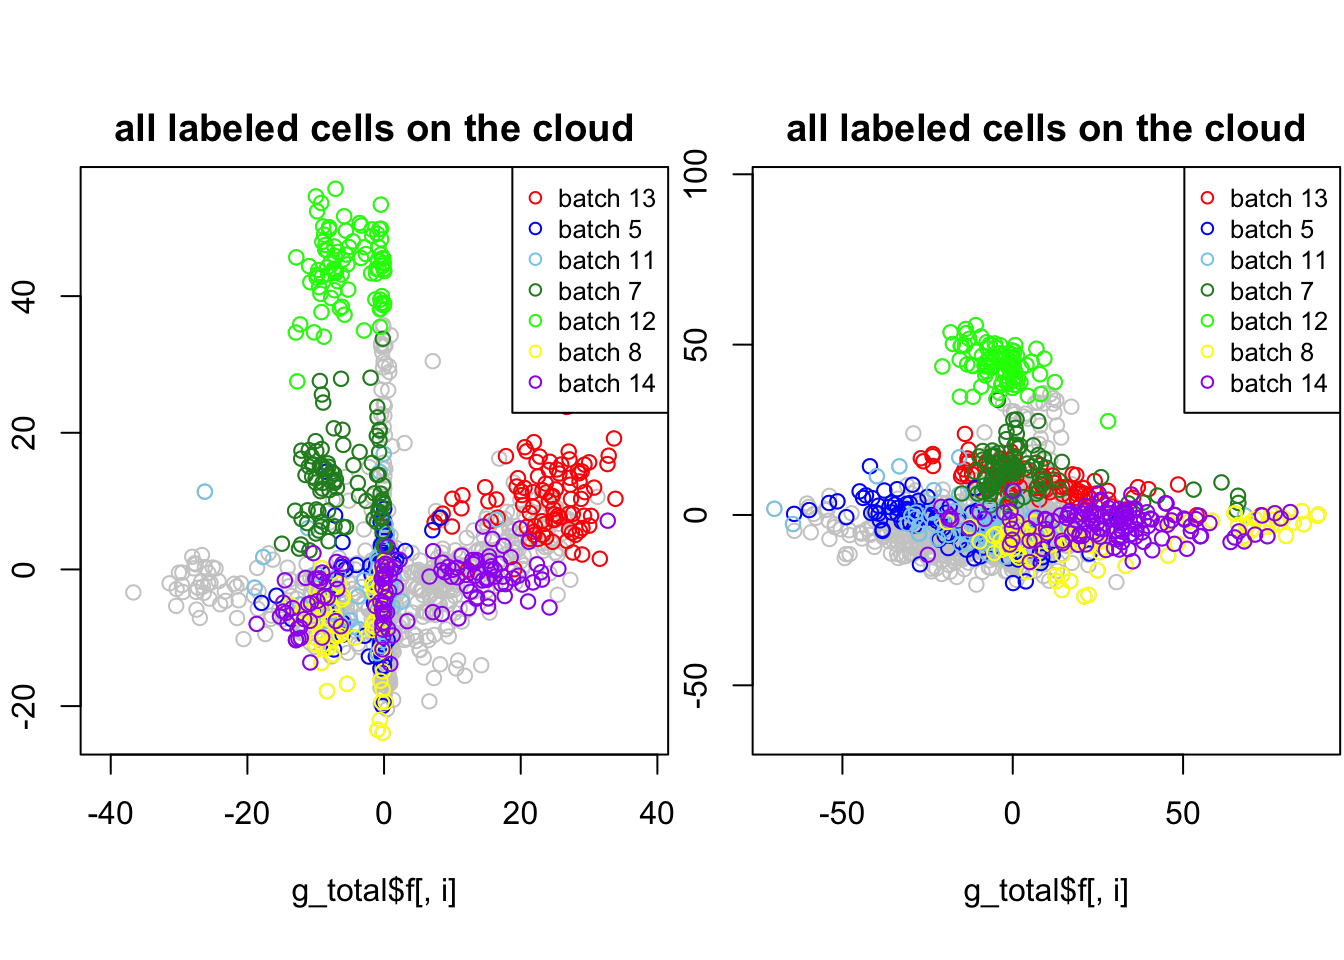 all labeled cells on the cloud
batch 13
batch 5
batch 11
batch 7
batch 12
batch 8
batch 14
40
20
0
-20
-40
-20
0
20
40
g_total$f[, i]
all labeled cells on the cloud
batch 13
batch 5
batch 11
batch 7
batch 12
batch 8
batch 14
100
50
0
-50
-50
0
50
g_total$f[, i]